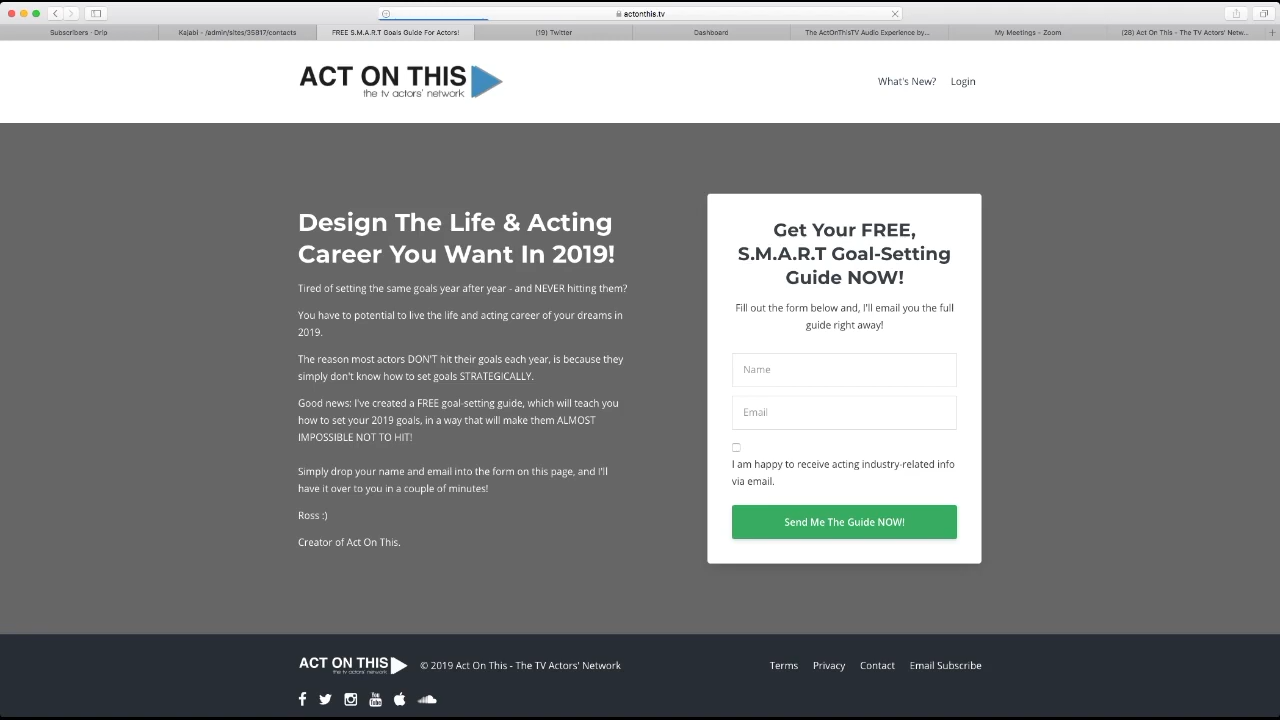 actonthis.tv
Subscribers · Drip
Kajabi - /admin/sites/35817/contacts
FREE S.M.A.R.T Goals Guide For Actors!
(19) Twitter
Dashboard
The ActOnThisTV Audio Experience by...
My Meetings - Zoom
(28) Act On This - The TV Actors' Netw...
ACT ON THIS
the tv actors' network
What's New?
Login
Design The Life & Acting
Career You Want In 2019!
Tired of setting the same goals year after year - and NEVER hitting them?
You have to potential to live the life and acting career of your dreams in
2019.
The reason most actors DON'T hit their goals each year, is because they
simply don't know how to set goals STRATEGICALLY.
Good news: I've created a FREE goal-setting guide, which will teach you
how to set your 2019 goals, in a way that will make them ALMOST
IMPOSSIBLE NOT TO HIT!
Simply drop your name and email into the form on this page, and I'll
have it over to you in a couple of minutes!
Ross :)
Creator of Act On This.
Get Your FREE,
S.M.A.R.T Goal-Setting
Guide NOW!
Fill out the form below and, I'll email you the full
guide right away!
Name
Email
I am happy to receive acting industry-related info
via email.
Send Me The Guide NOW!
ACT ON THIS
the tv actors' network
© 2019 Act On This - The TV Actors' Network
Terms
Privacy
Contact
Email Subscribe
You
Tube